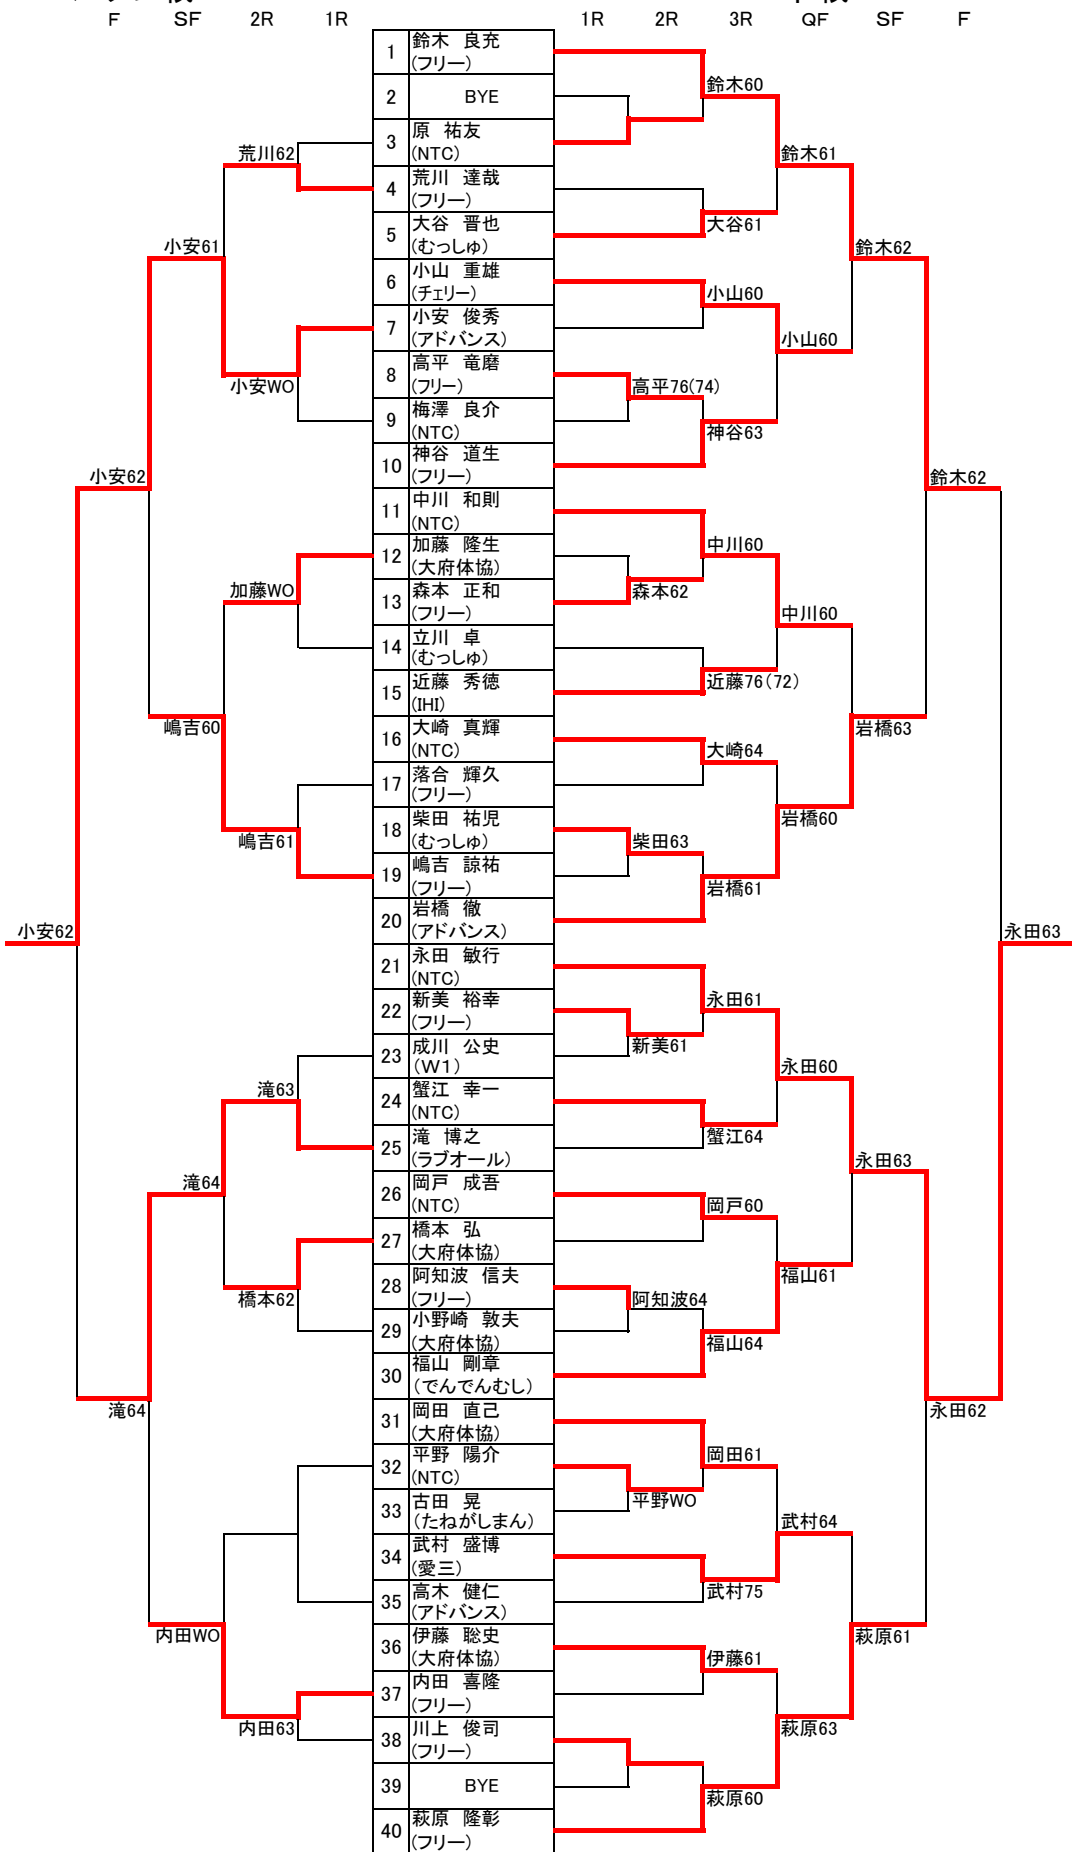 F SF 2R 1R 1R 2R 3R QF SF F
1 鈴木 良充
(フリー)
2 BYE
3 原 祐友
(NTC)
4 荒川 達哉
(フリー)
5 大谷 晋也
(むっしゅ)
6 小山 重雄
(チェリー)
7 小安 俊秀
(アドバンス)
8 高平 竜磨
(フリー)
9 梅澤 良介
(NTC)
10 神谷 道生
(フリー)
11 中川 和則
(NTC)
12 加藤 隆生
(大府体協)
13 森本 正和
(フリー)
14 立川 卓
(むっしゅ)
15 近藤 秀徳
(IHI)
16 大崎 真輝
(NTC)
17 落合 輝久
(フリー)
18 柴田 祐児
(むっしゅ)
19 嶋吉 諒祐
(フリー)
20 岩橋 徹
(アドバンス)
21 永田 敏行
(NTC)
22 新美 裕幸
(フリー)
23 成川 公史
(W1)
24 蟹江 幸一
(NTC)
25 滝 博之
(ラブオール)
26 岡戸 成吾
(NTC)
27 橋本 弘
(大府体協)
28 阿知波 信夫
(フリー)
29 小野崎 敦夫
(大府体協)
30 福山 剛章
(でんでんむし)
31 岡田 直己
(大府体協)
32 平野 陽介
(NTC)
33 古田 晃
(たねがしまん)
34 武村 盛博
(愛三)
35 高木 健仁
(アドバンス)
36 伊藤 聡史
(大府体協)
37 内田 喜隆
(フリー)
38 川上 俊司
(フリー)
39 BYE
40 萩原 隆彰
(フリー)
荒川62
小安WO
加藤WO
嶋吉61
滝63
橋本62
内田63
小安61
嶋吉60
滝64
内田WO
小安62
滝64
小安62
高平76(74)
森本62
柴田63
新美61
阿知波64
平野WO
鈴木60
大谷61
小山60
神谷63
中川60
近藤76(72)
大崎64
岩橋61
永田61
蟹江64
岡戸60
福山64
岡田61
武村75
伊藤61
萩原60
鈴木61
小山60
中川60
岩橋60
永田60
福山61
武村64
萩原63
鈴木62
岩橋63
永田63
萩原61
鈴木62
永田62
永田63